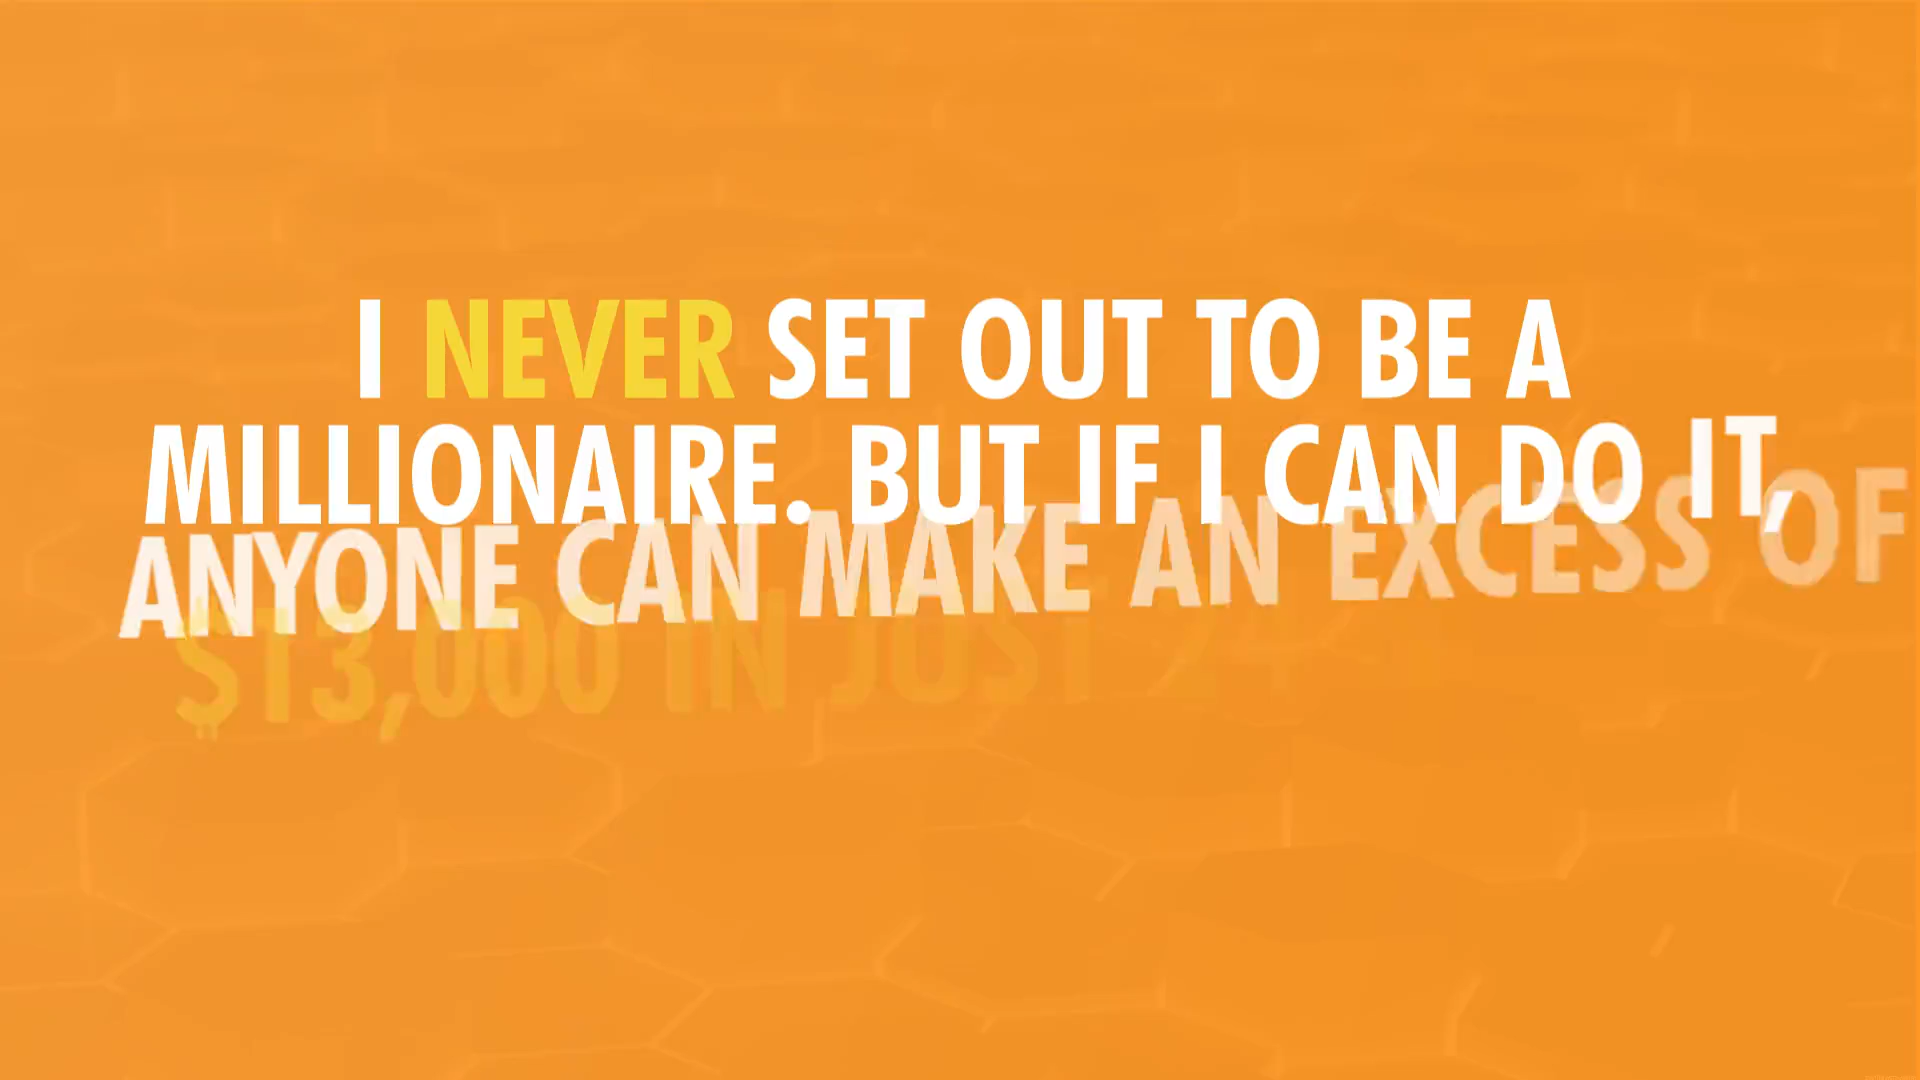 I NEVER SET OUT TO BE A
MILLIONAIRE. BUT IF I CAN DO IT,
ANYONE CAN MAKE AN EXCESS OF
$13,000 IN JUST 24